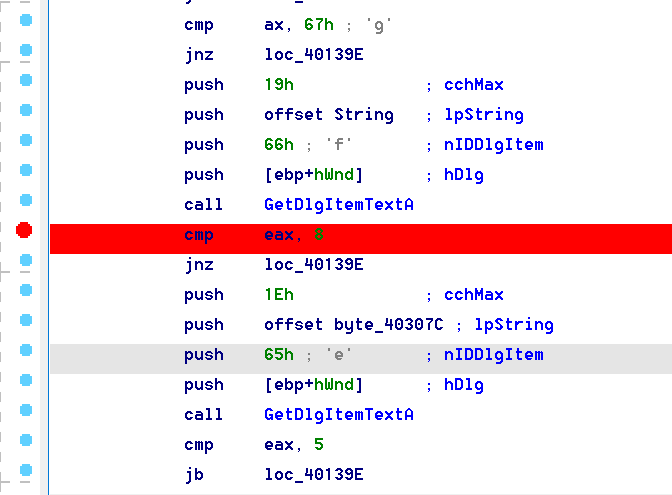 cmp ax, 67h ; 'g'
jnz loc_40139E
push 19h ; cchMax
push offset String ; lpString
push 66h ; 'f' ; nIDDlgItem
push [ebp+hWnd] ; hDlg
call GetDlgItemTextA
cmp eax,
jnz loc_40139E
push 1Eh ; cchMax
push offset byte_40307C ; lpString
push 65h ; 'e' ; nIDDlgItem
push [ebp+hWnd] ; hDlg
call GetDlgItemTextA
cmp eax, 5
jb loc_40139E